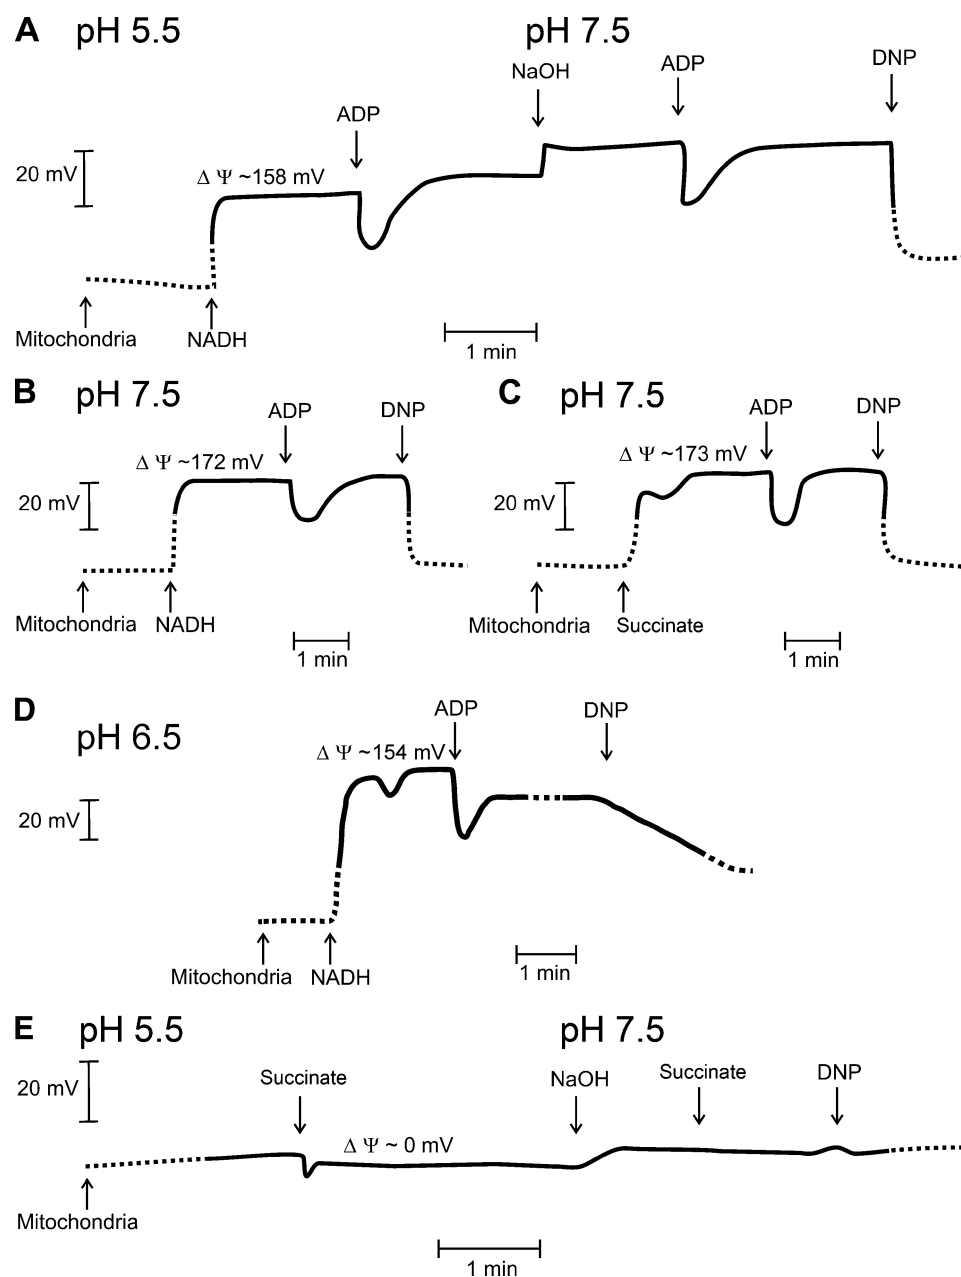 A pH 5.5 pH 7.5
NaOH ADP DNP
ADP
20 mV Δ Ψ ~158 mV
Mitochondria NADH
1 min
B pH 7.5
ADP DNP
Δ Ψ ~172 mV
20 mV
Mitochondria NADH
1 min
C pH 7.5
ADP DNP
Δ Ψ ~173 mV
20 mV
Mitochondria Succinate
1 min
D
pH 6.5
ADP DNP
Δ Ψ ~154 mV
20 mV
Mitochondria NADH
1 min
E pH 5.5 pH 7.5
20 mV Succinate NaOH Succinate DNP
Δ Ψ ~ 0 mV
Mitochondria
1 min